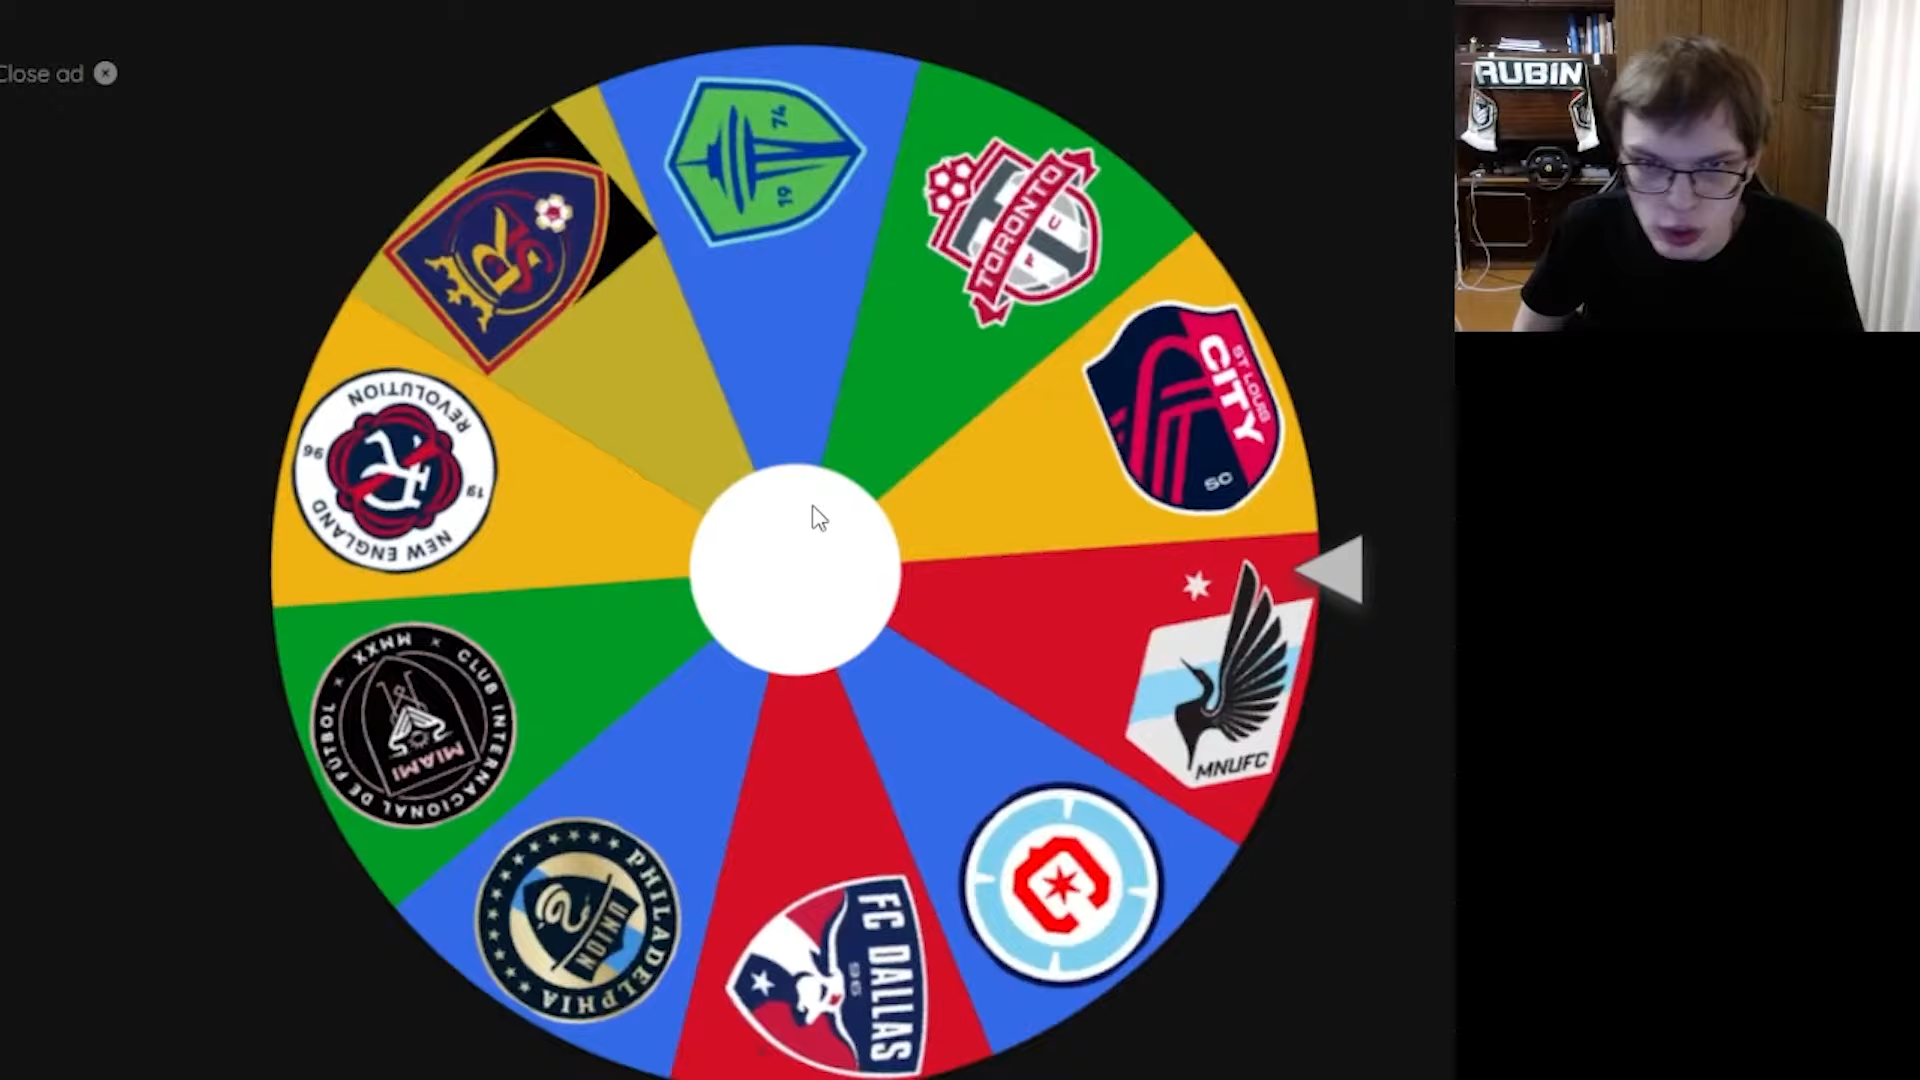 Close ad
RUBIN
19 74
TORONTO
F C
ST LOUIS
CITY
SC
MNUFC
FC DALLAS
96
PHILADELPHIA
UNION
CLUB INTERNACIONAL DE FUTBOL
MMXX
MIAMI
NEW ENGLAND
REVOLUTION
19 96